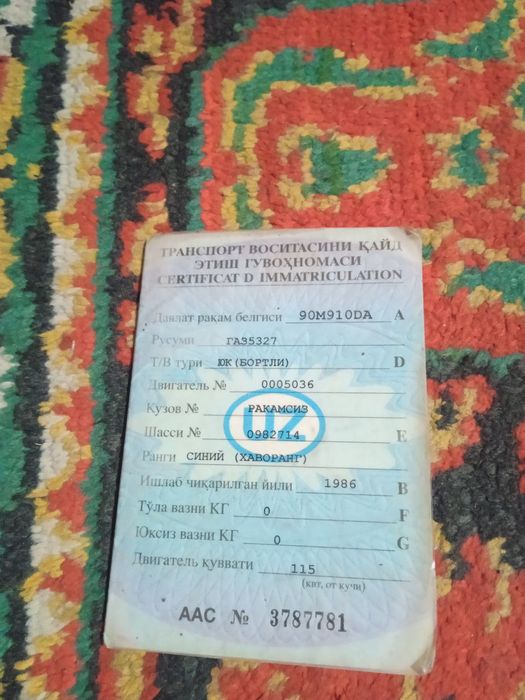 ТРАНСПОРТ ВОСИТАСИНИ ҚАЙД
ЭТИШ ГУВОҲНОМАСИ
CERTIFICAT D IMMATRICULATION
Давлат рақам белгиси 90M910DA A
Русуми ГАЗ5327
Т/В тури ЮК(БОРТЛИ) D
Двигатель № 0005036
Кузов № РАКАМСИЗ
UZ
Шасси № 0982714 E
Ранги СИНИЙ (ХАВОРАНГ)
Ишлаб чиқарилган йили 1986 B
Тўла вазни КГ 0 F
Юксиз вазни КГ 0 G
Двигатель қуввати 115
(квт, от кучи)
ААС № 3787781